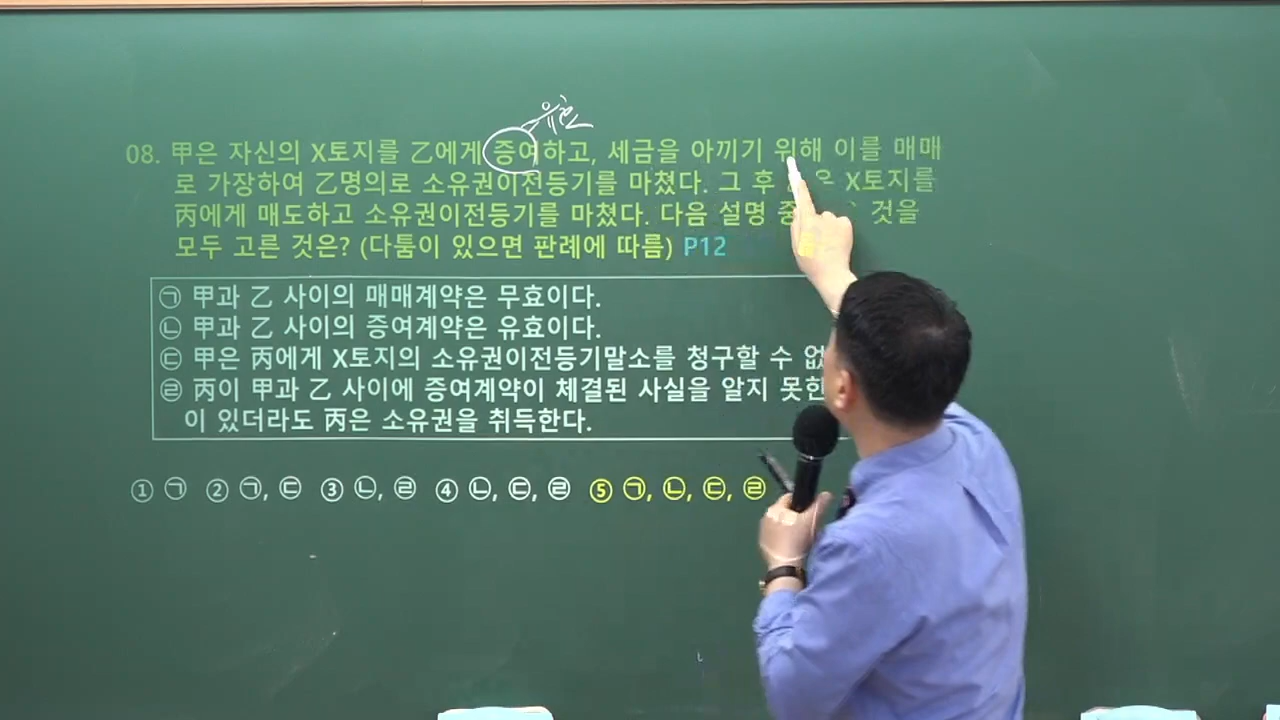 유효
08. 甲은 자신의 X토지를 乙에게 증여하고, 세금을 아끼기 위해 이를 매매
로 가장하여 乙명의로 소유권이전등기를 마쳤다. 그 후 X토지를
丙에게 매도하고 소유권이전등기를 마쳤다. 다음 설명 중 것을
모두 고른 것은? (다툼이 있으면 판례에 따름) P12
㉠ 甲과 乙 사이의 매매계약은 무효이다.
㉡ 甲과 乙 사이의 증여계약은 유효이다.
㉢ 甲은 丙에게 X토지의 소유권이전등기말소를 청구할 수
㉣ 丙이 甲과 乙 사이에 증여계약이 체결된 사실을 알지 못한
이 있더라도 丙은 소유권을 취득한다.
① ㉠ ② ㉠, ㉢ ③ ㉡, ㉣ ④ ㉡, ㉢, ㉣ ⑤ ㉠, ㉡, ㉢, ㉣